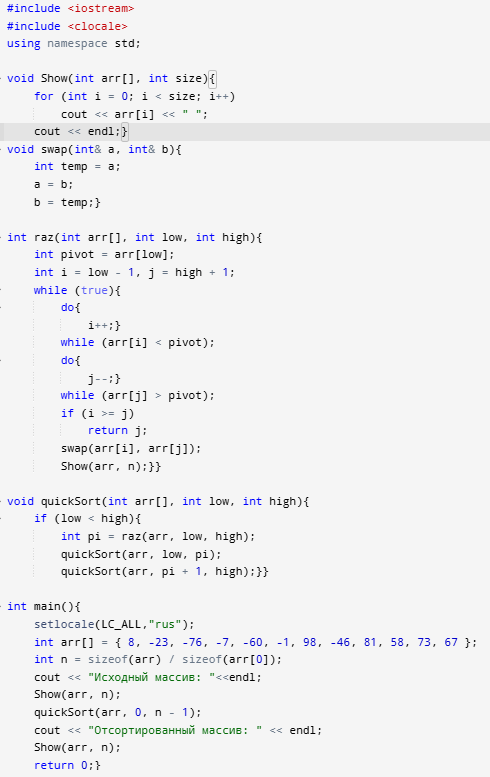 #include <iostream>
#include <clocale>
using namespace std;

void Show(int arr[], int size){
    for (int i = 0; i < size; i++)
        cout << arr[i] << " ";
    cout << endl;}
void swap(int& a, int& b){
    int temp = a;
    a = b;
    b = temp;}

int raz(int arr[], int low, int high){
    int pivot = arr[low];
    int i = low - 1, j = high + 1;
    while (true){
        do{
            i++;}
        while (arr[i] < pivot);
        do{
            j--;}
        while (arr[j] > pivot);
        if (i >= j)
            return j;
        swap(arr[i], arr[j]);
        Show(arr, n);}}

void quickSort(int arr[], int low, int high){
    if (low < high){
        int pi = raz(arr, low, high);
        quickSort(arr, low, pi);
        quickSort(arr, pi + 1, high);}}

int main(){
    setlocale(LC_ALL,"rus");
    int arr[] = { 8, -23, -76, -7, -60, -1, 98, -46, 81, 58, 73, 67 };
    int n = sizeof(arr) / sizeof(arr[0]);
    cout << "Исходный массив: "<<endl;
    Show(arr, n);
    quickSort(arr, 0, n - 1);
    cout << "Отсортированный массив: " << endl;
    Show(arr, n);
    return 0;}